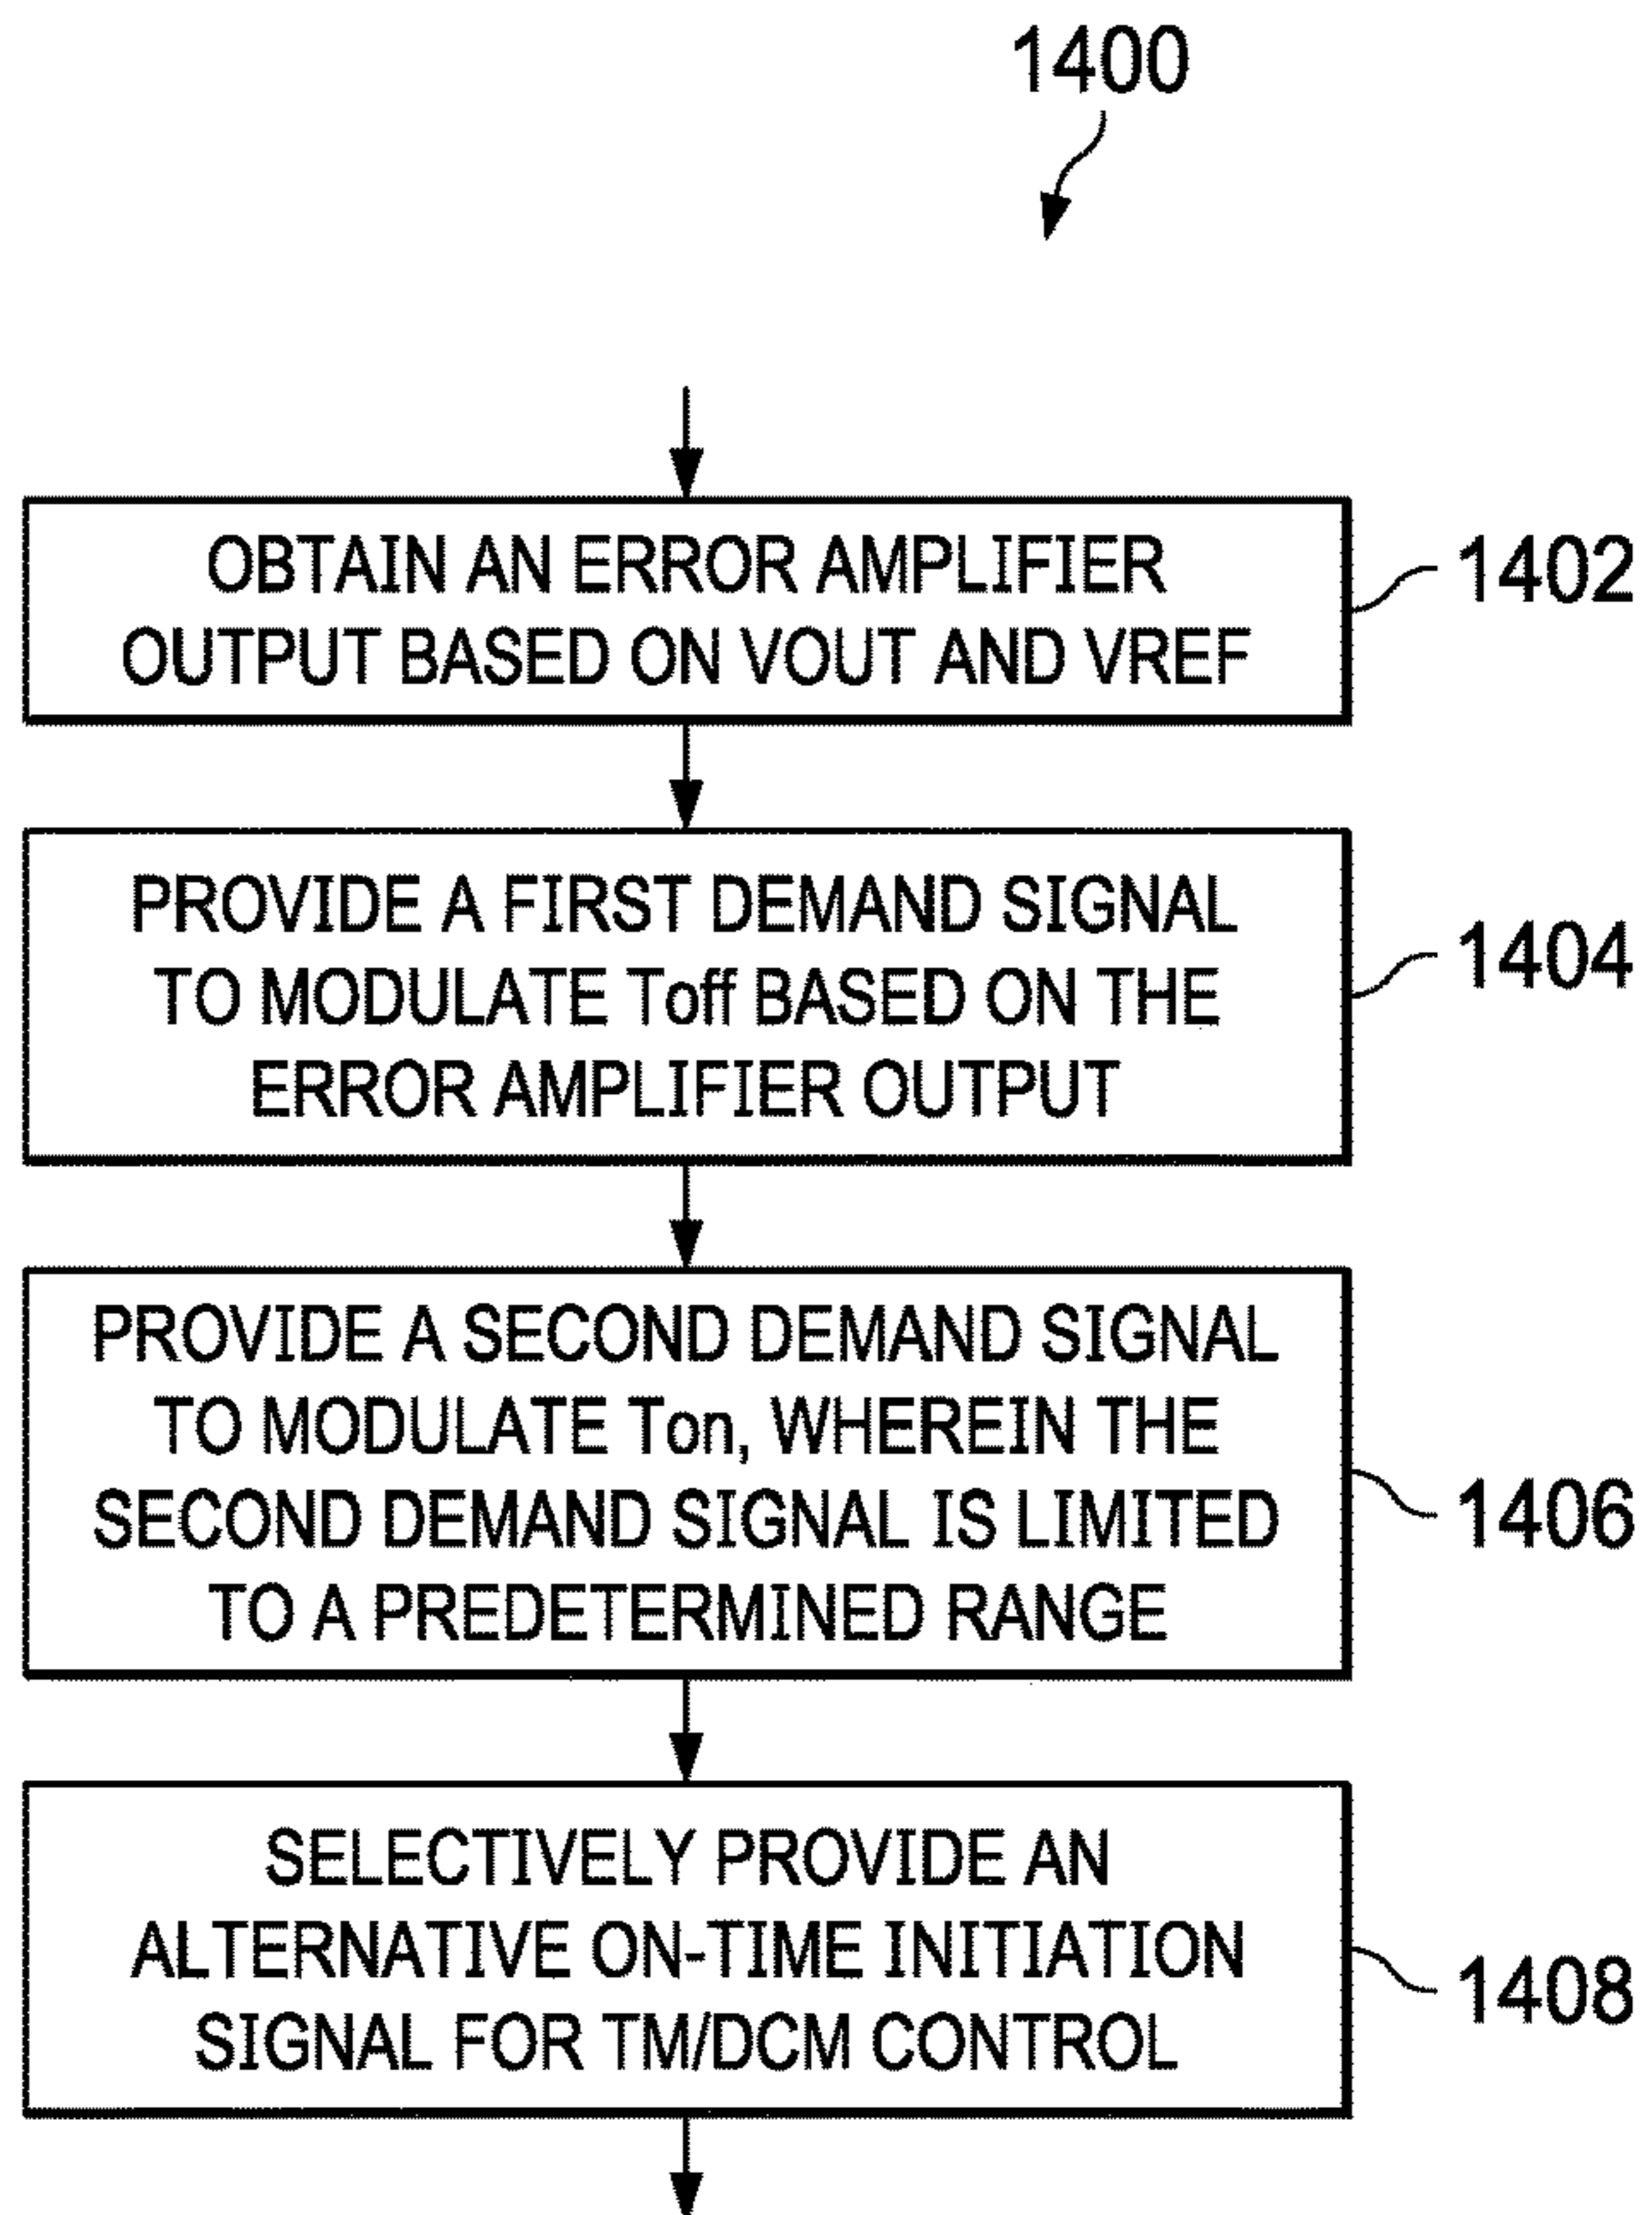 1400
OBTAIN AN ERROR AMPLIFIER
OUTPUT BASED ON VOUT AND VREF
1402
PROVIDE A FIRST DEMAND SIGNAL
TO MODULATE Toff BASED ON THE
ERROR AMPLIFIER OUTPUT
1404
PROVIDE A SECOND DEMAND SIGNAL
TO MODULATE Ton, WHEREIN THE
SECOND DEMAND SIGNAL IS LIMITED
TO A PREDETERMINED RANGE
1406
SELECTIVELY PROVIDE AN
ALTERNATIVE ON-TIME INITIATION
SIGNAL FOR TM/DCM CONTROL
1408